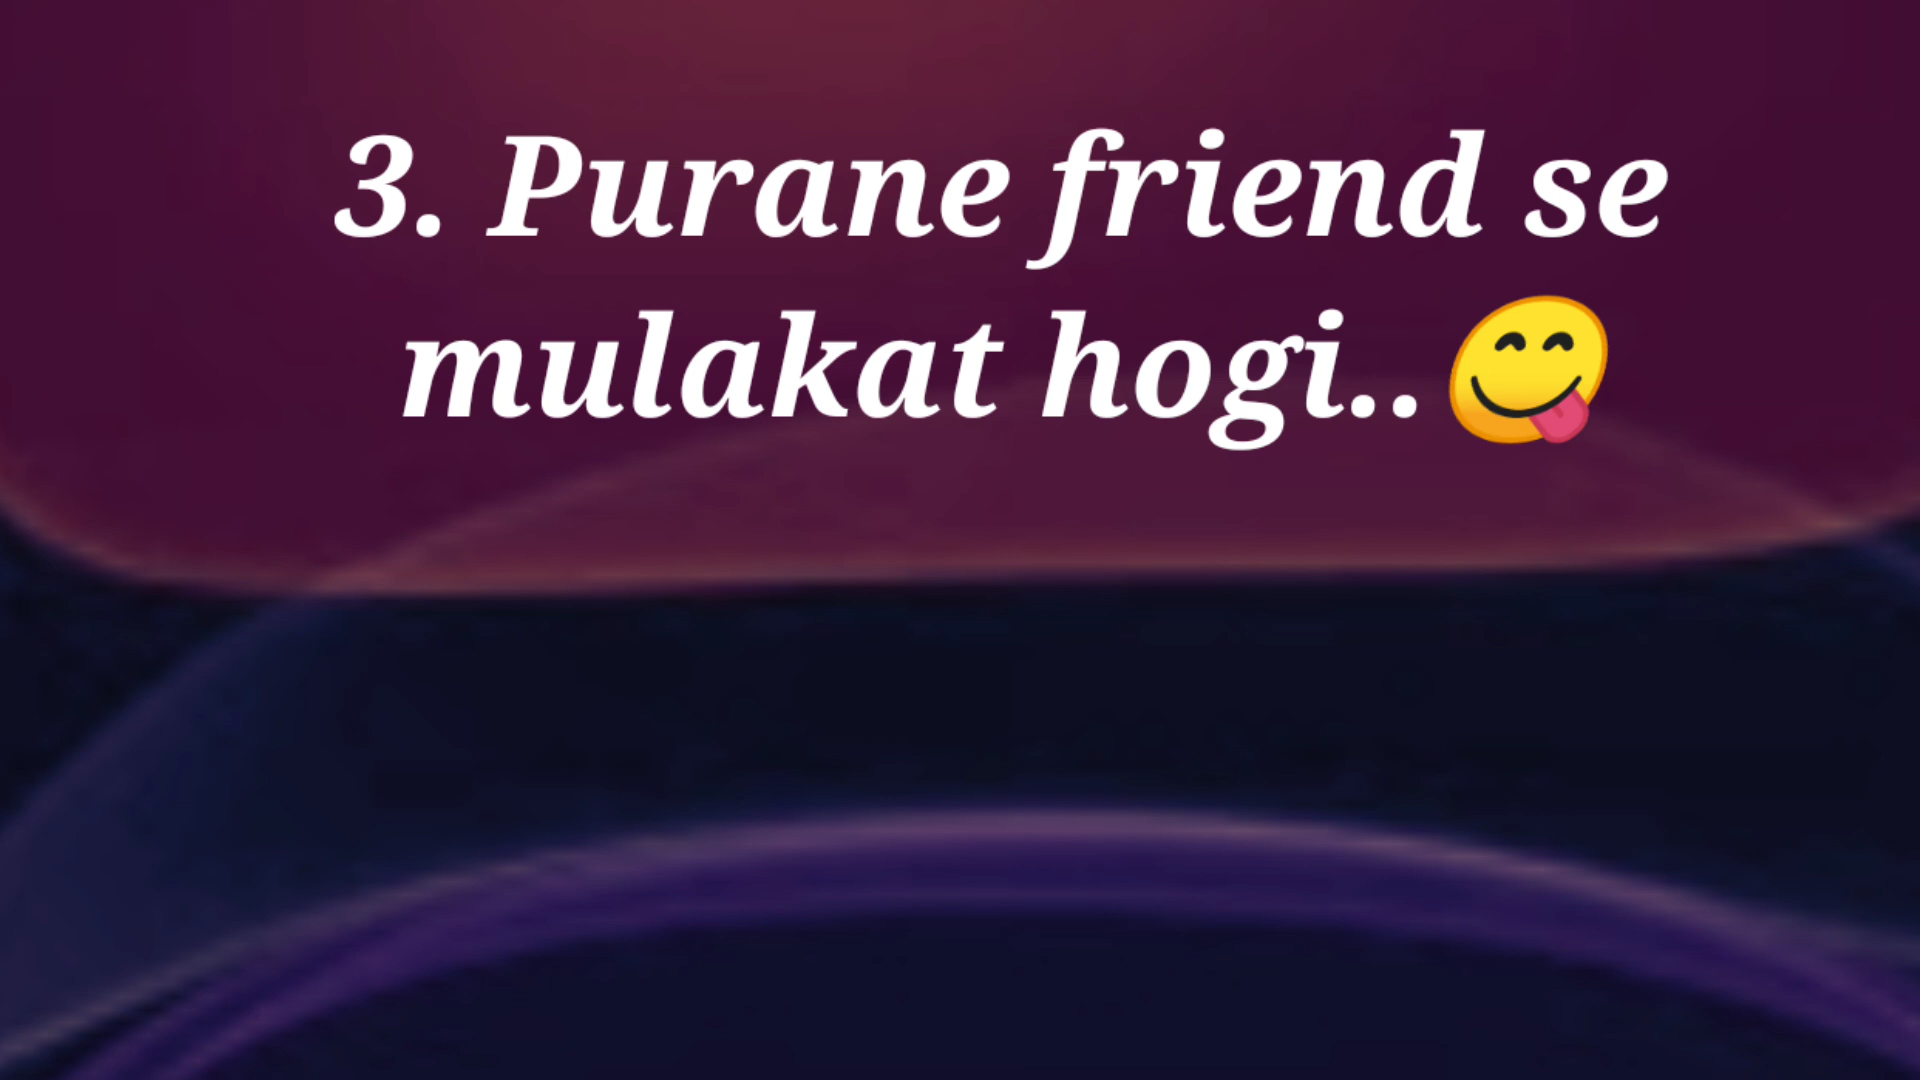 3. Purane friend se
mulakat hogi..😋